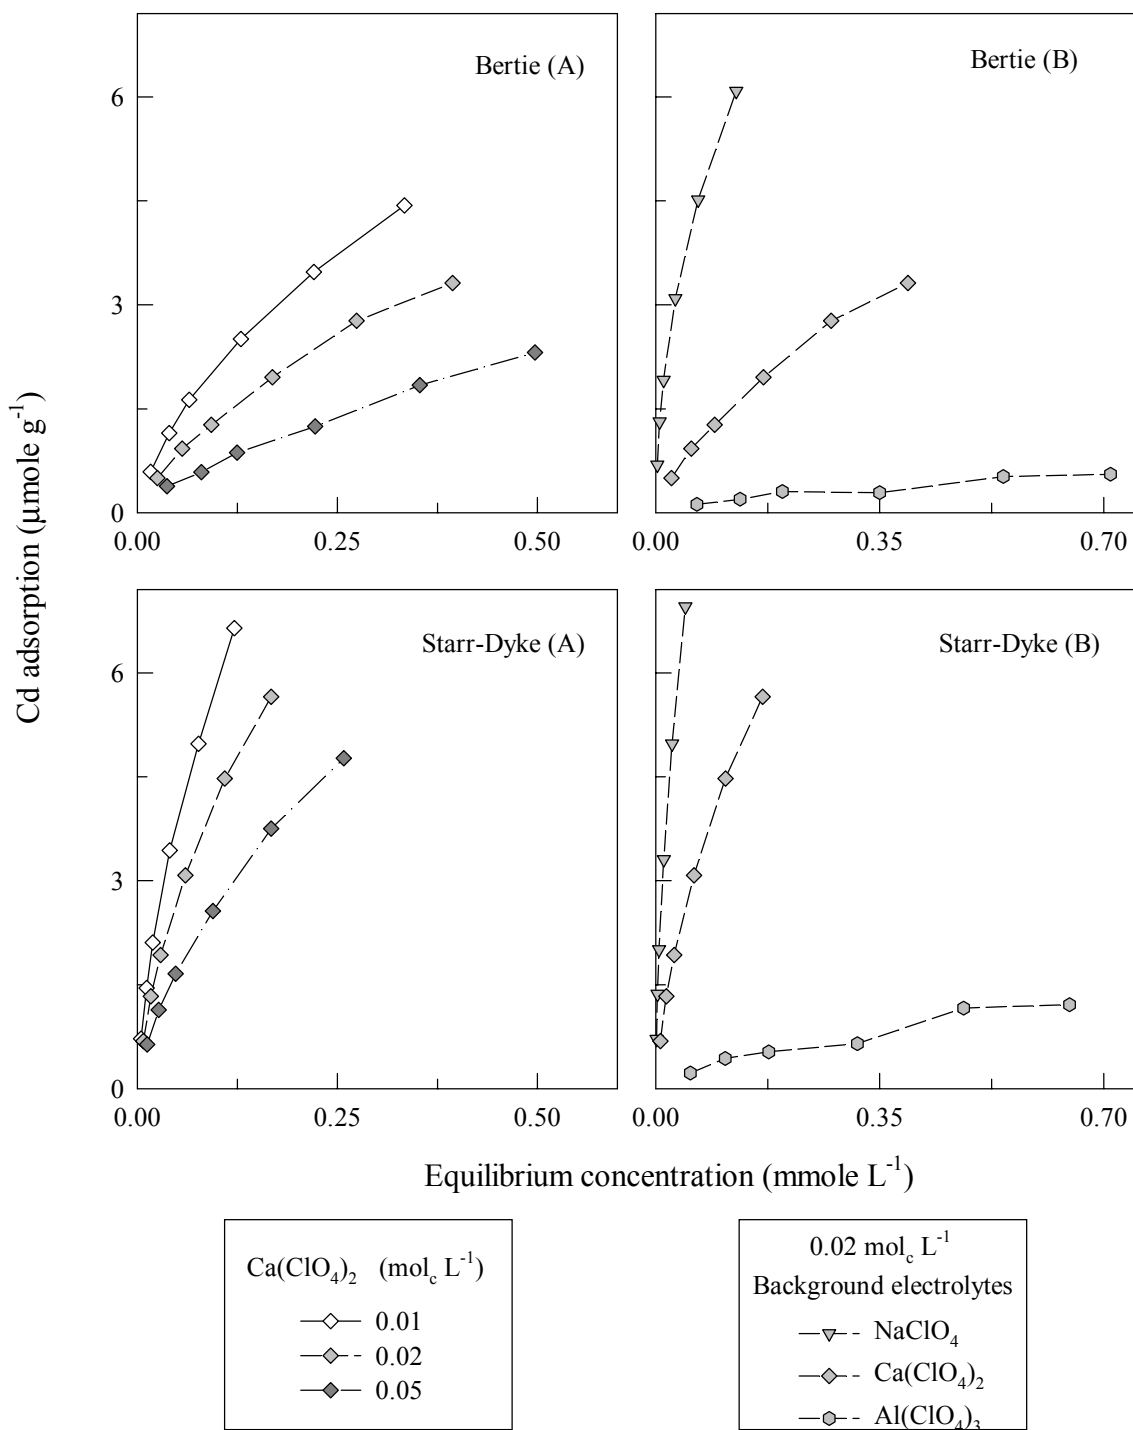 Bertie (A)
Bertie (B)
6
3
0
0.00 0.25 0.50
0.00 0.35 0.70
Cd adsorption (µmole g⁻¹)
Starr-Dyke (A)
Starr-Dyke (B)
6
3
0
0.00 0.25 0.50
0.00 0.35 0.70
Equilibrium concentration (mmole L⁻¹)
Ca(ClO₄)₂ (mol_c L⁻¹)
0.01
0.02
0.05
0.02 mol_c L⁻¹
Background electrolytes
NaClO₄
Ca(ClO₄)₂
Al(ClO₄)₃